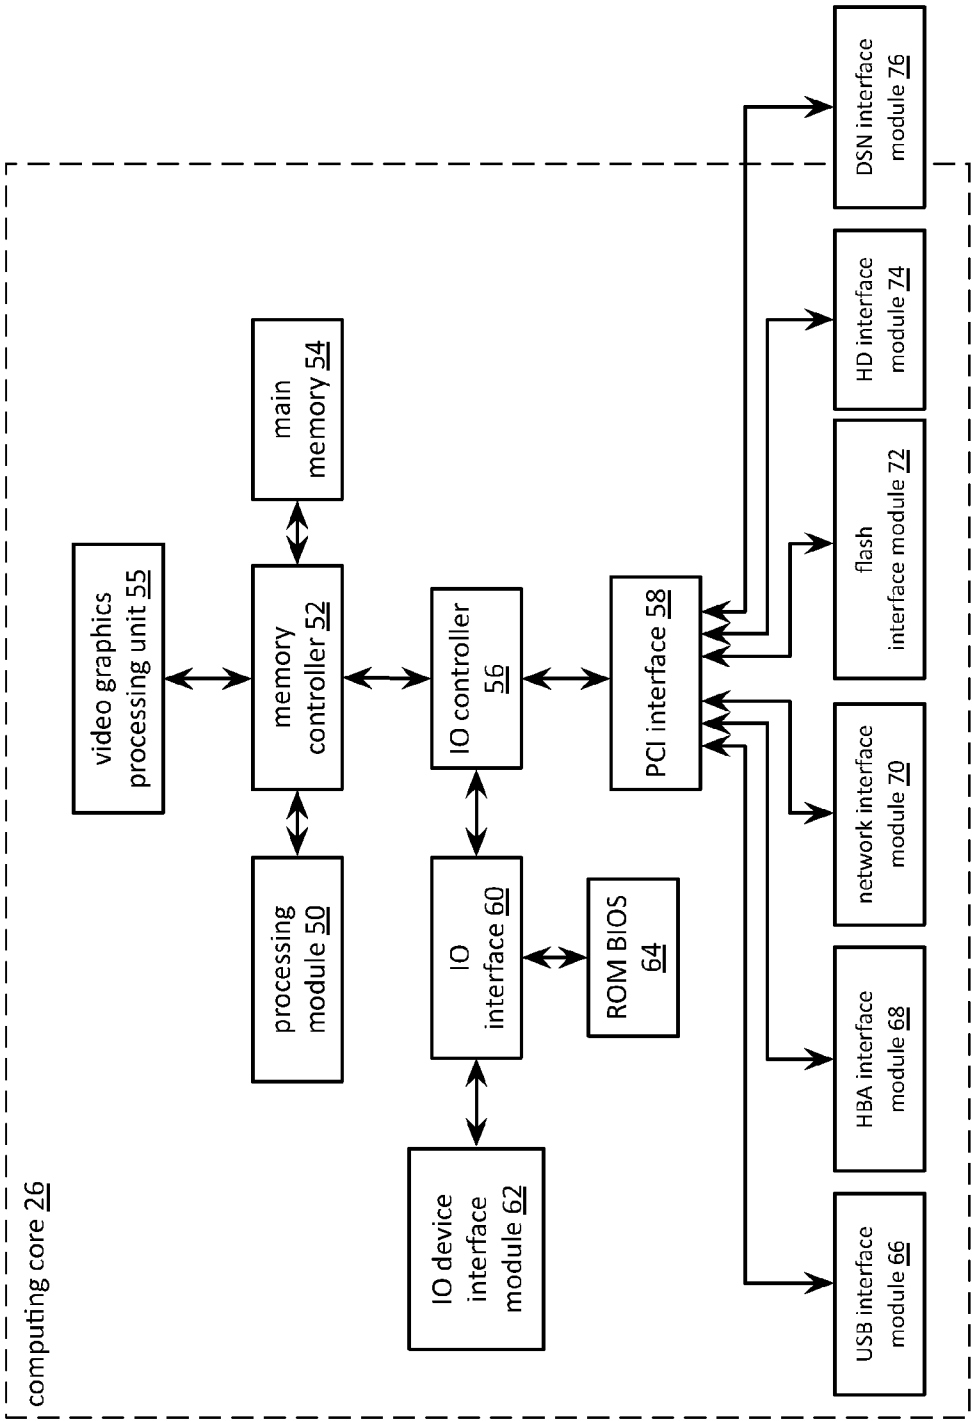 computing core 26
video graphics
processing unit 55
processing
module 50
memory
controller 52
main
memory 54
IO device
interface
module 62
IO
interface 60
IO controller
56
ROM BIOS
64
PCI interface 58
USB interface
module 66
HBA interface
module 68
network interface
module 70
flash
interface module 72
HD interface
module 74
DSN interface
module 76